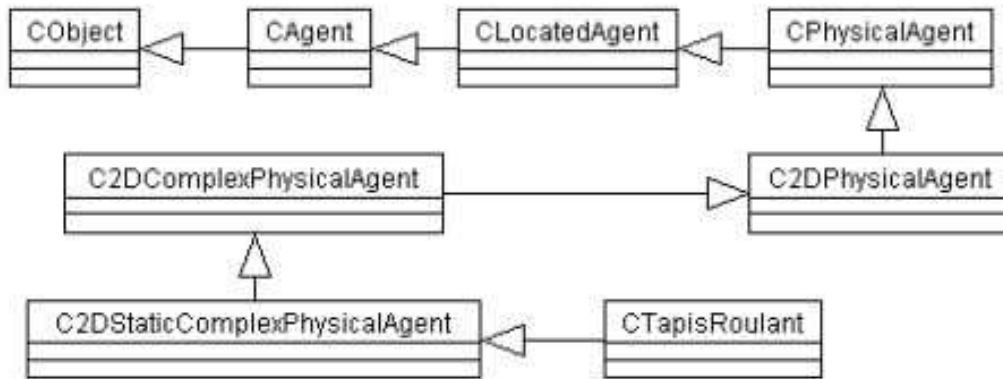 CObject
CAgent
CLocatedAgent
CPhysicalAgent
C2DComplexPhysicalAgent
C2DPhysicalAgent
C2DStaticComplexPhysicalAgent
CTapisRoulant